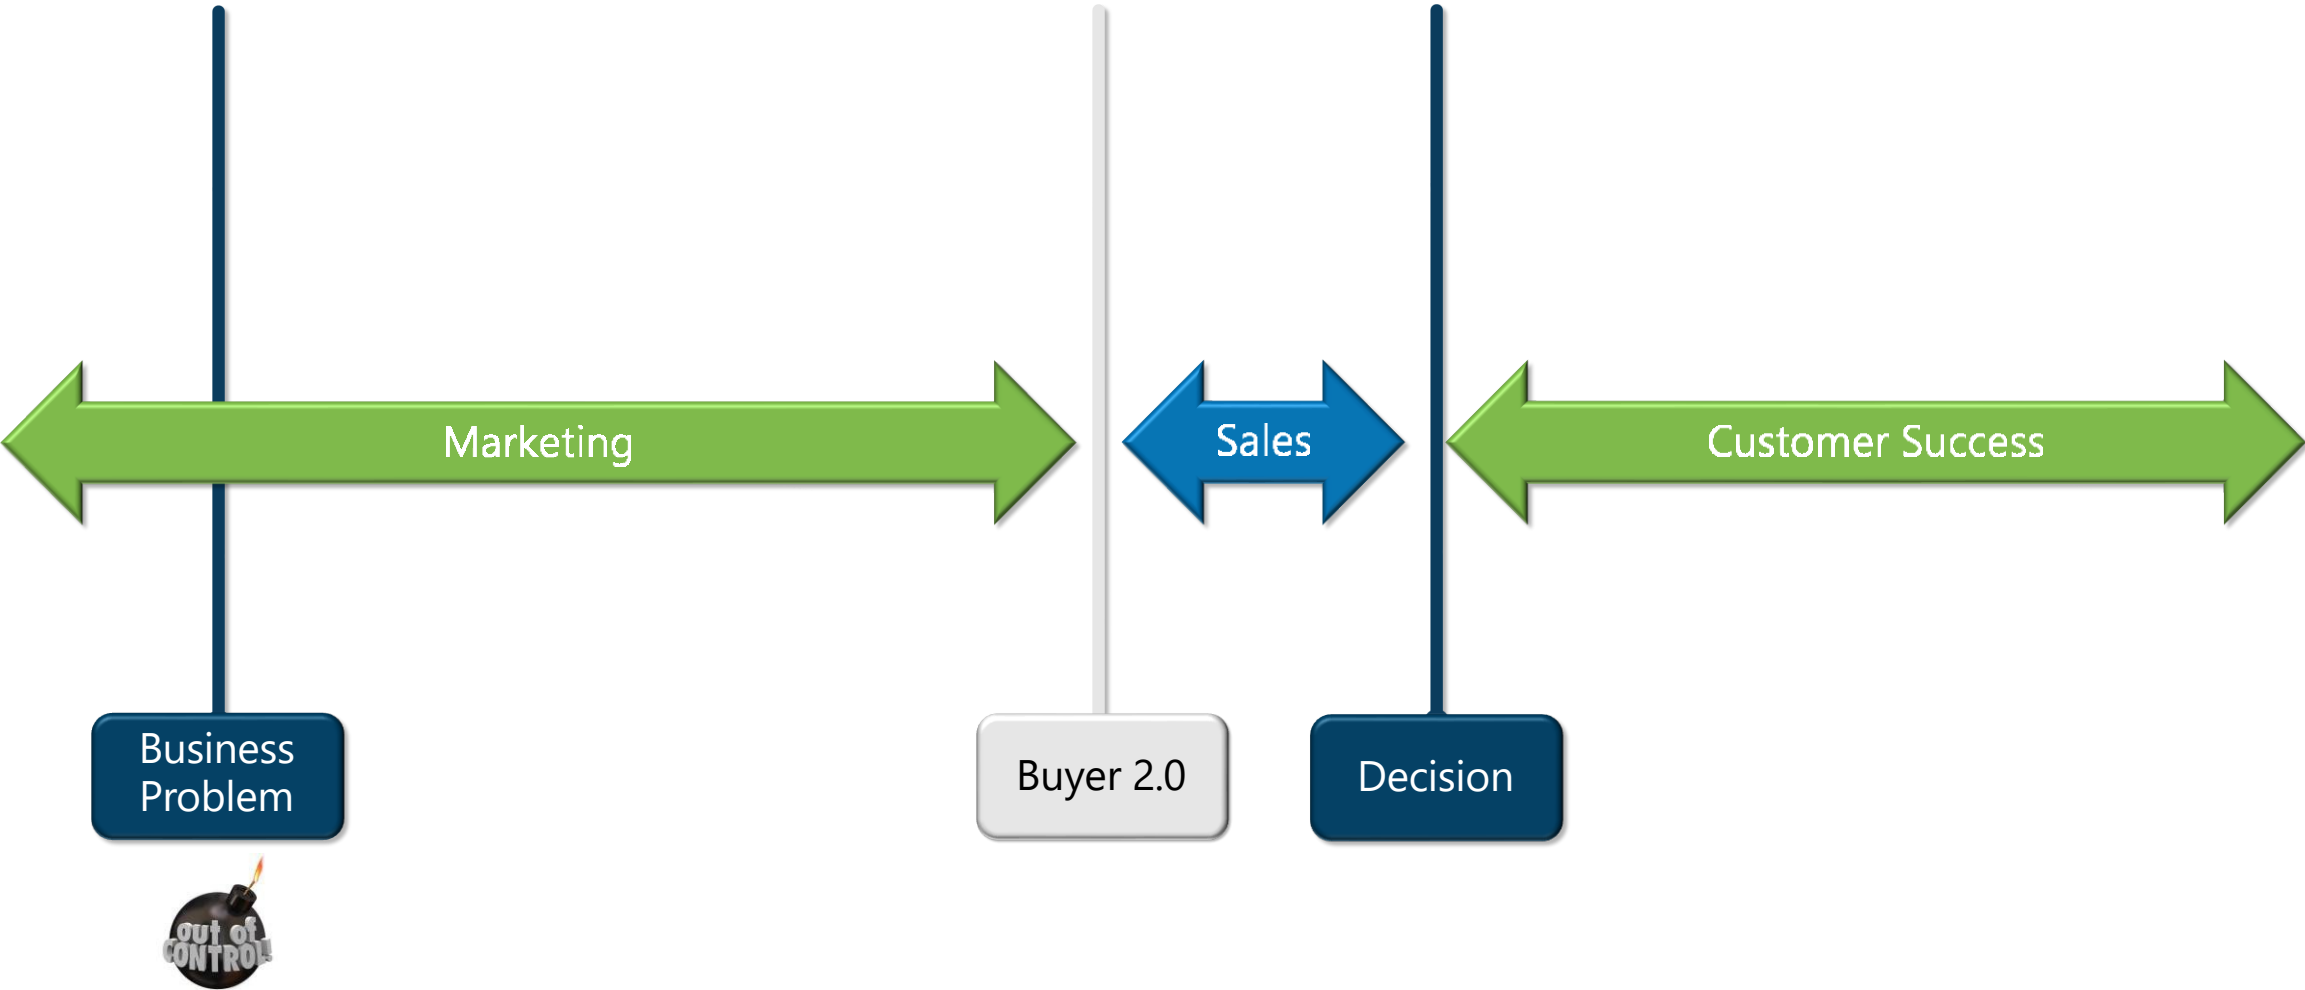 Marketing
Sales
Customer Success
Business
Problem
Buyer 2.0
Decision
OUT OF
CONTROL!